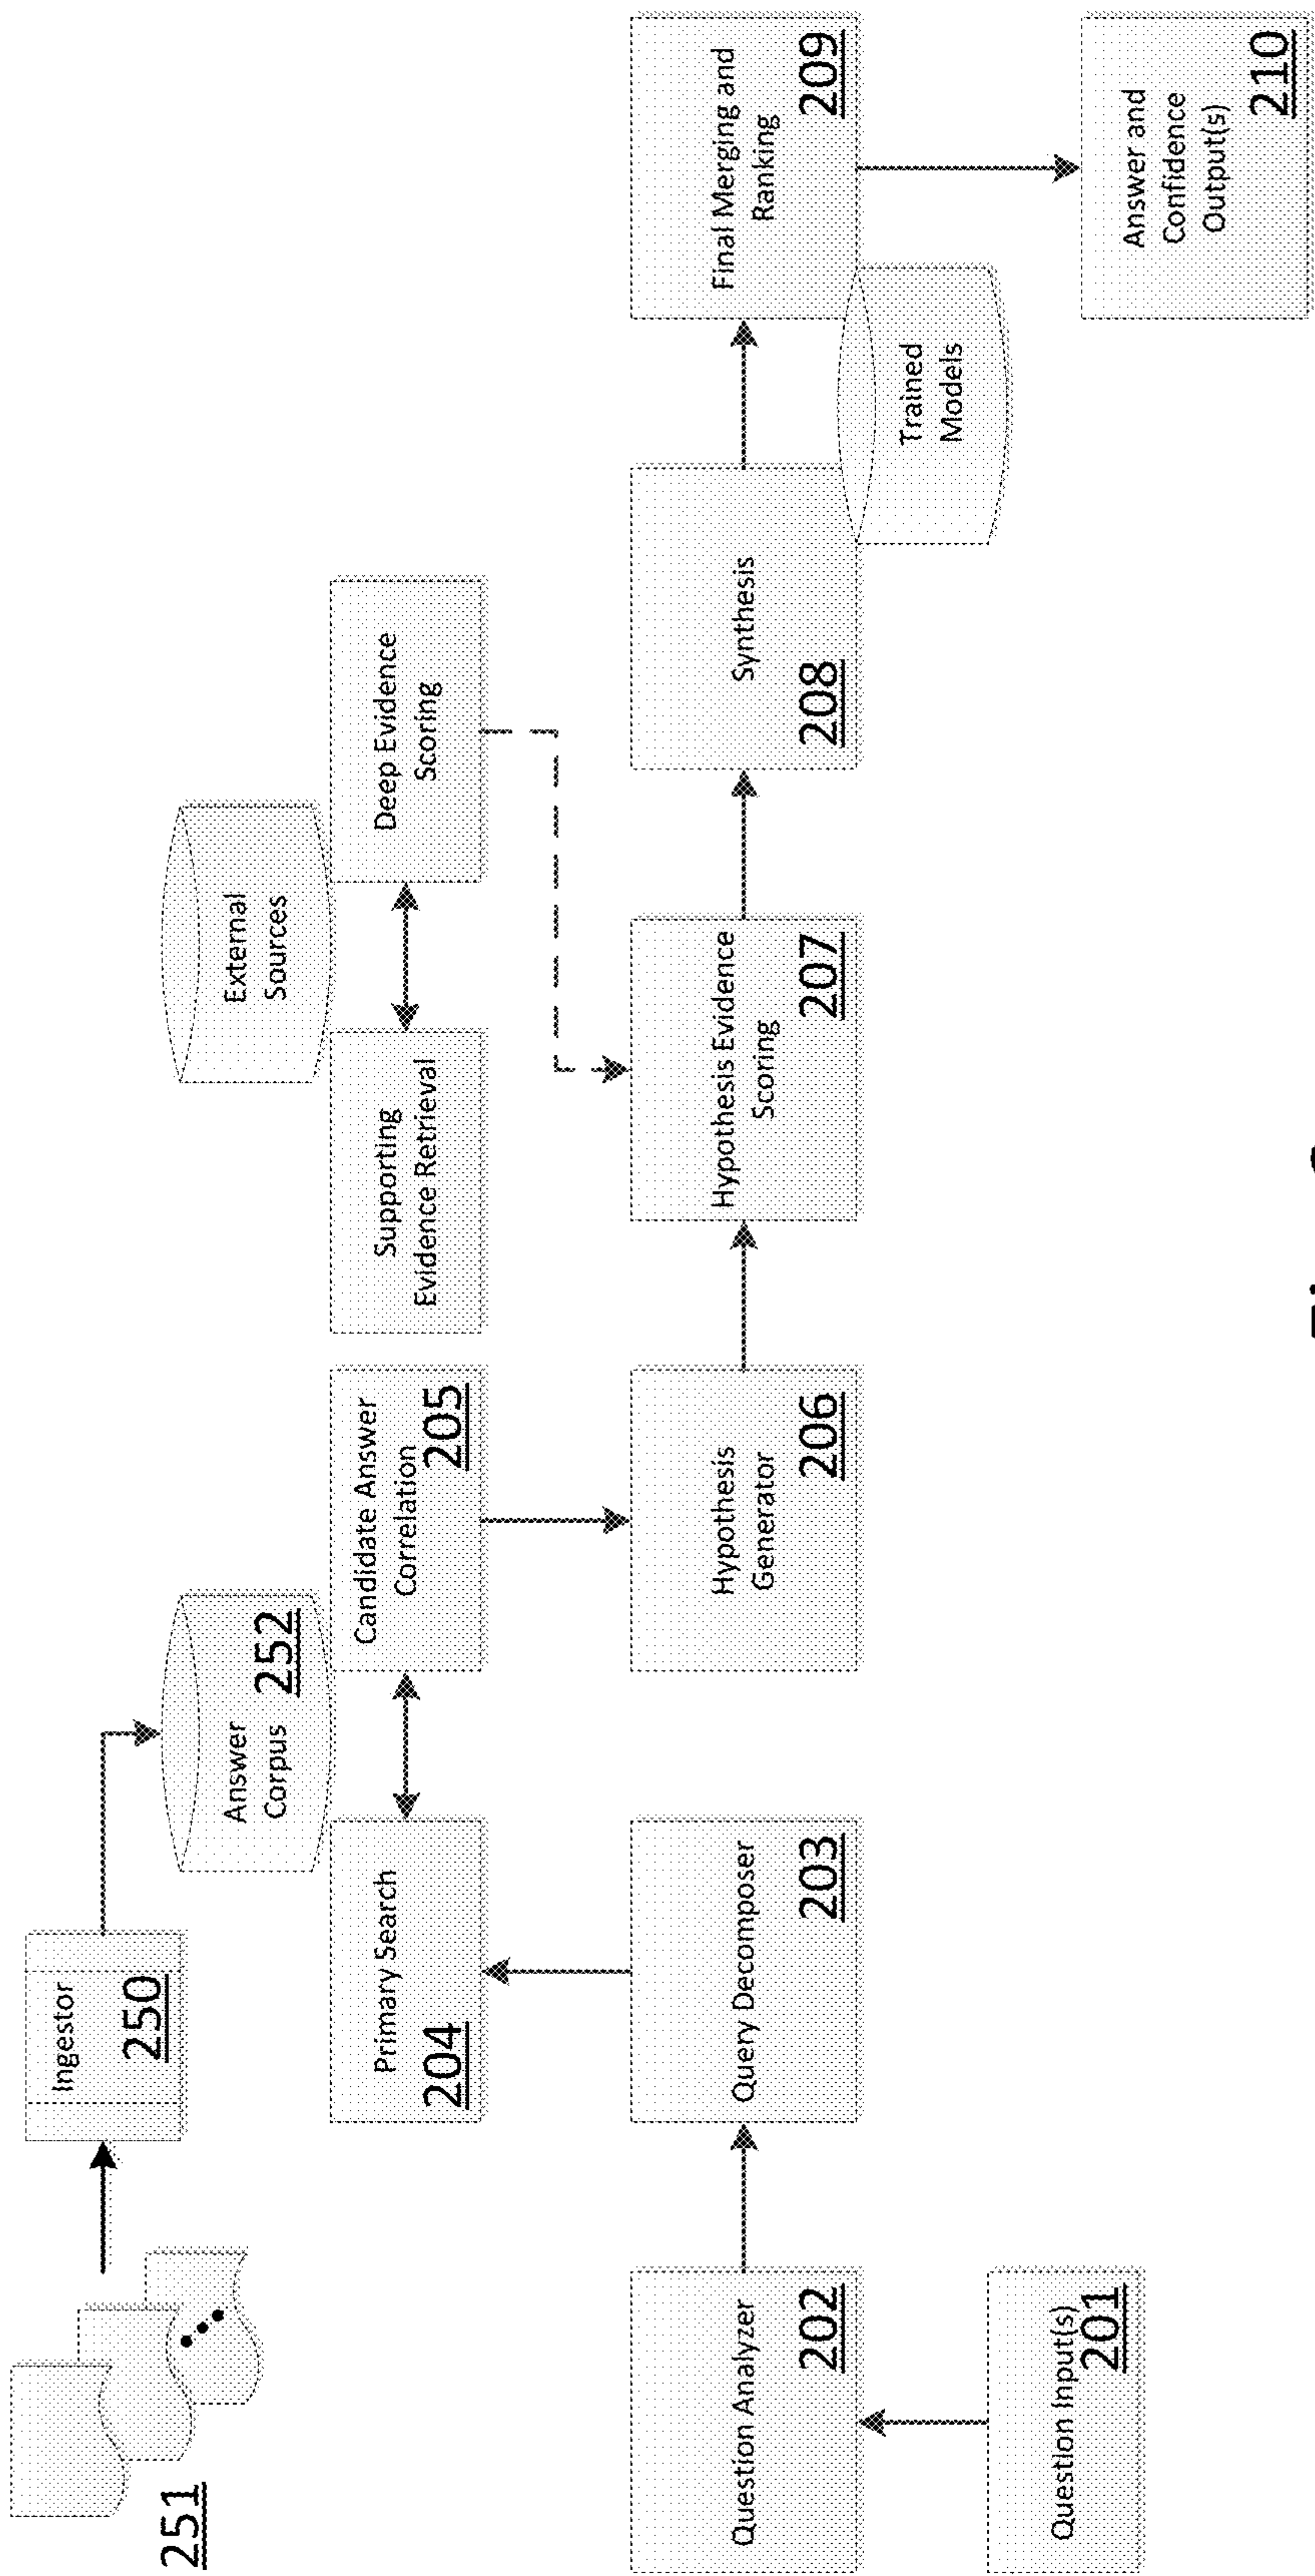 251
Ingestor
250
Answer
Corpus
252
External
Sources
Primary Search
204
Candidate Answer
Correlation
205
Supporting
Evidence Retrieval
Deep Evidence
Scoring
Question Analyzer
202
Query Decomposer
203
Hypothesis
Generator
206
Hypothesis Evidence
Scoring
207
Synthesis
208
Final Merging and
Ranking
209
Trained
Models
Question Input(s)
201
Answer and
Confidence
Output(s)
210